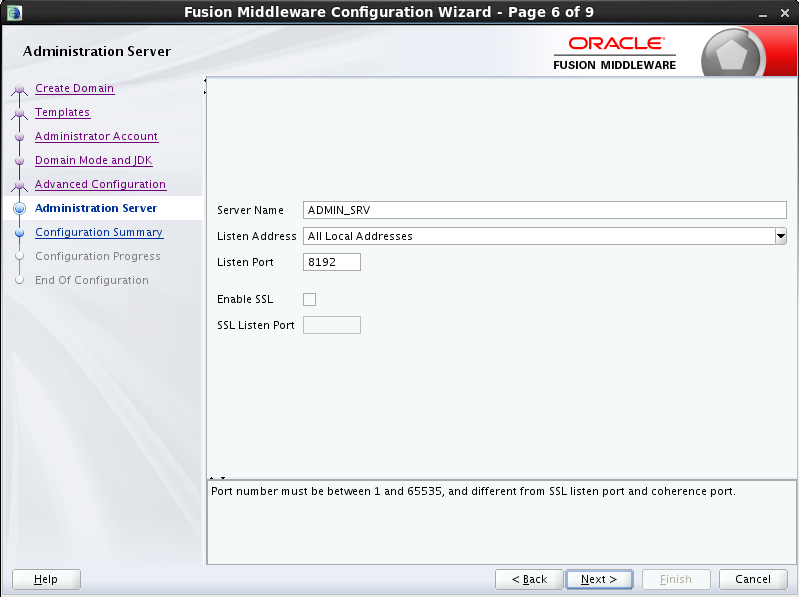 Fusion Middleware Configuration Wizard - Page 6 of 9
Administration Server
ORACLE
FUSION MIDDLEWARE
Create Domain
Templates
Administrator Account
Domain Mode and JDK
Advanced Configuration
Administration Server
Configuration Summary
Configuration Progress
End Of Configuration
Server Name ADMIN_SRV
Listen Address All Local Addresses
Listen Port 8192
Enable SSL
SSL Listen Port
Port number must be between 1 and 65535, and different from SSL listen port and coherence port.
Help < Back Next > Finish Cancel